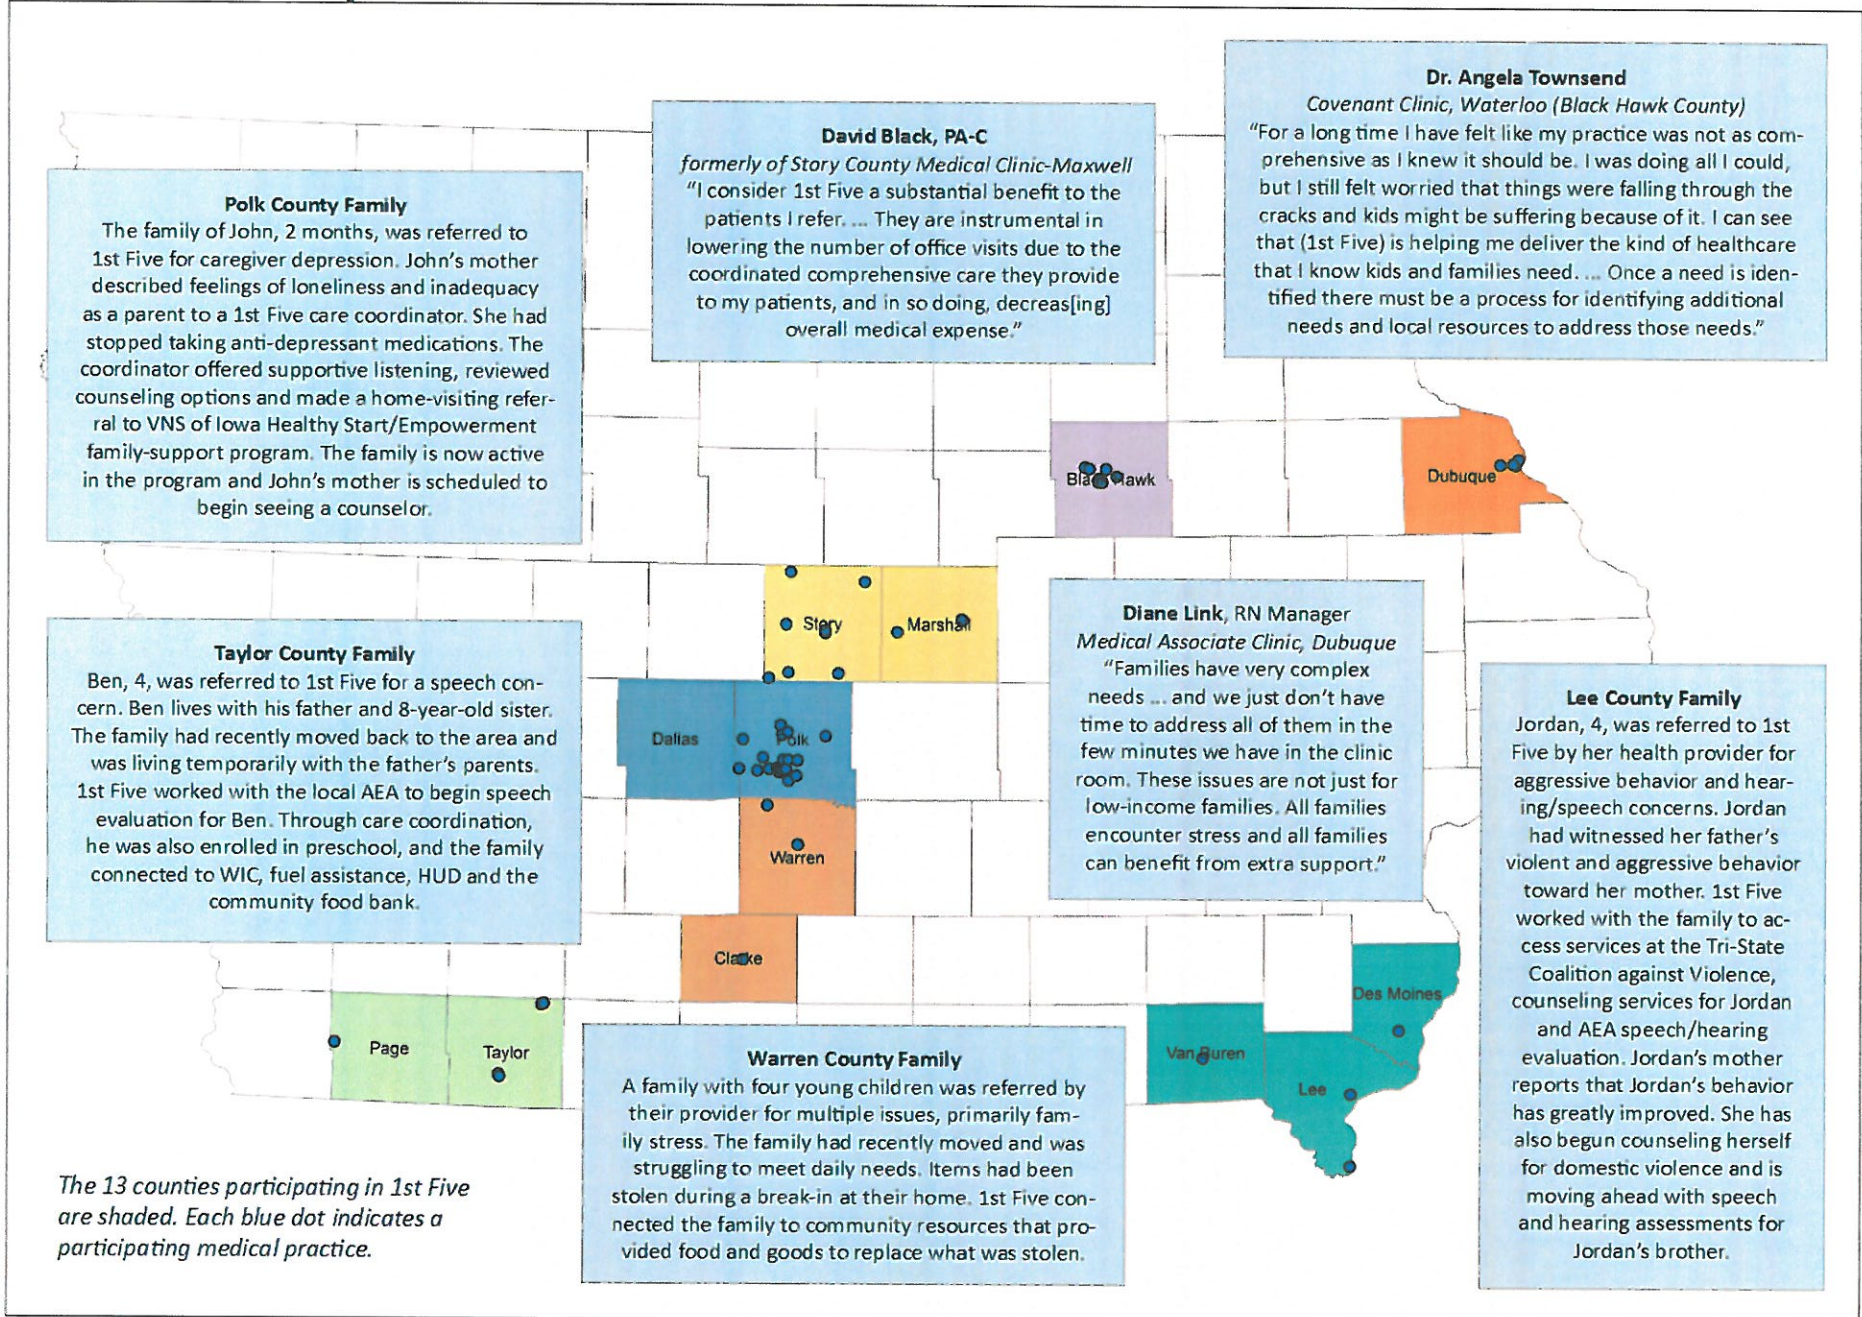 Polk County Family
The family of John, 2 months, was referred to
1st Five for caregiver depression. John's mother
described feelings of loneliness and inadequacy
as a parent to a 1st Five care coordinator. She had
stopped taking anti-depressant medications. The
coordinator offered supportive listening, reviewed
counseling options and made a home-visiting refer-
ral to VNS of Iowa Healthy Start/Empowerment
family-support program. The family is now active
in the program and John's mother is scheduled to
begin seeing a counselor.
David Black, PA-C
formerly of Story County Medical Clinic-Maxwell
"I consider 1st Five a substantial benefit to the
patients I refer. ... They are instrumental in
lowering the number of office visits due to the
coordinated comprehensive care they provide
to my patients, and in so doing, decreas[ing]
overall medical expense."
Dr. Angela Townsend
Covenant Clinic, Waterloo (Black Hawk County)
"For a long time I have felt like my practice was not as com-
prehensive as I knew it should be. I was doing all I could,
but I still felt worried that things were falling through the
cracks and kids might be suffering because of it. I can see
that (1st Five) is helping me deliver the kind of healthcare
that I know kids and families need. ... Once a need is iden-
tified there must be a process for identifying additional
needs and local resources to address those needs."
Black Hawk
Dubuque
Story
Marshall
Dallas
Polk
Warren
Clarke
Page
Taylor
Van Buren
Des Moines
Lee
Taylor County Family
Ben, 4, was referred to 1st Five for a speech con-
cern. Ben lives with his father and 8-year-old sister.
The family had recently moved back to the area and
was living temporarily with the father's parents.
1st Five worked with the local AEA to begin speech
evaluation for Ben. Through care coordination,
he was also enrolled in preschool, and the family
connected to WIC, fuel assistance, HUD and the
community food bank.
Diane Link, RN Manager
Medical Associate Clinic, Dubuque
"Families have very complex
needs ... and we just don't have
time to address all of them in the
few minutes we have in the clinic
room. These issues are not just for
low-income families. All families
encounter stress and all families
can benefit from extra support."
Lee County Family
Jordan, 4, was referred to 1st
Five by her health provider for
aggressive behavior and hear-
ing/speech concerns. Jordan
had witnessed her father's
violent and aggressive behavior
toward her mother. 1st Five
worked with the family to ac-
cess services at the Tri-State
Coalition against Violence,
counseling services for Jordan
and AEA speech/hearing
evaluation. Jordan's mother
reports that Jordan's behavior
has greatly improved. She has
also begun counseling herself
for domestic violence and is
moving ahead with speech
and hearing assessments for
Jordan's brother.
Warren County Family
A family with four young children was referred by
their provider for multiple issues, primarily fam-
ily stress. The family had recently moved and was
struggling to meet daily needs. Items had been
stolen during a break-in at their home. 1st Five con-
nected the family to community resources that pro-
vided food and goods to replace what was stolen.
The 13 counties participating in 1st Five
are shaded. Each blue dot indicates a
participating medical practice.